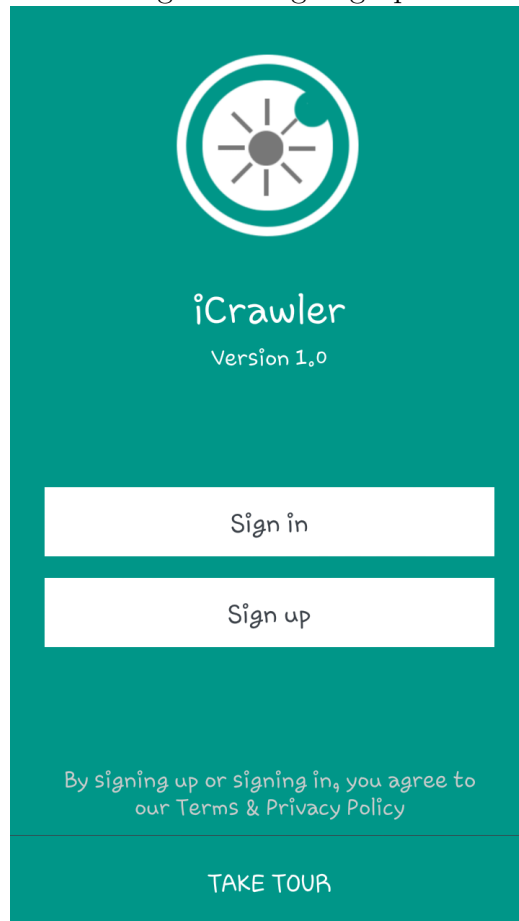 iCrawler
Version 1.0
Sign in
Sign up
By signing up or signing in, you agree to
our Terms & Privacy Policy
TAKE TOUR